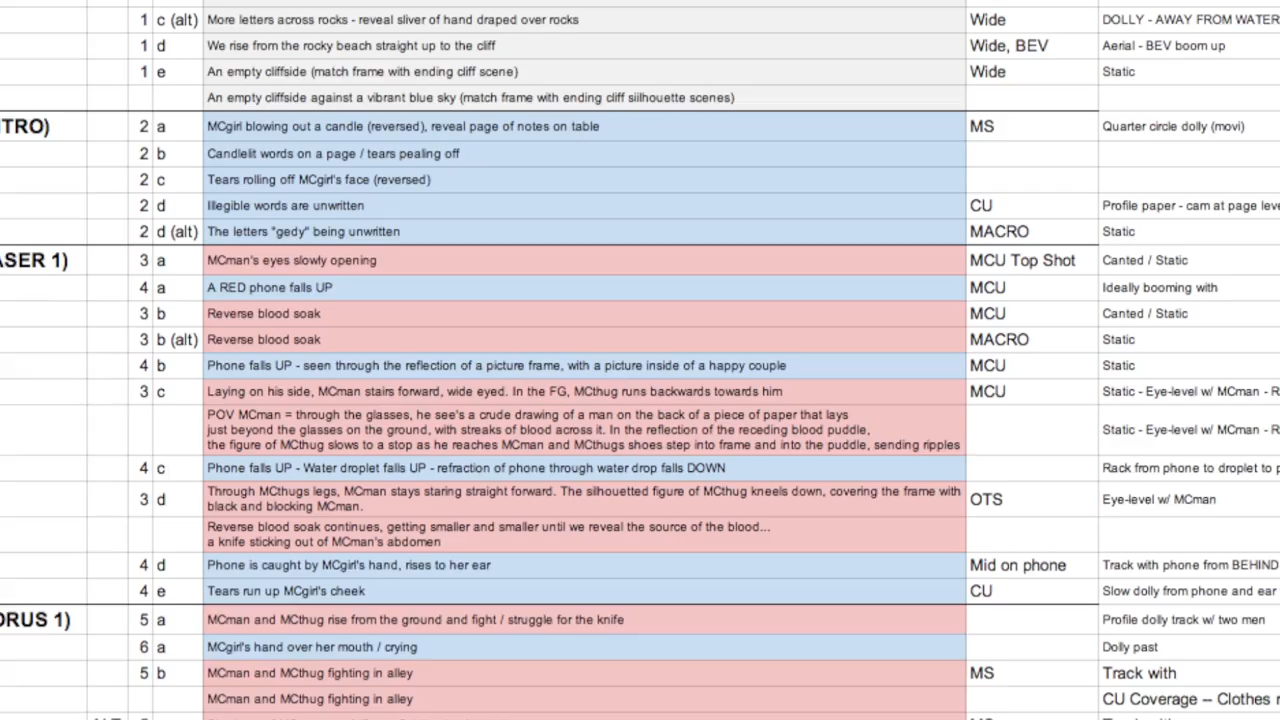 1 c (alt) More letters across rocks - reveal sliver of hand draped over rocks Wide DOLLY - AWAY FROM WATER
1 d We rise from the rocky beach straight up to the cliff Wide, BEV Aerial - BEV boom up
1 e An empty cliffside (match frame with ending cliff scene) Wide Static
An empty cliffside against a vibrant blue sky (match frame with ending cliff siilhouette scenes)
TRO) 2 a MCgirl blowing out a candle (reversed), reveal page of notes on table MS Quarter circle dolly (movi)
2 b Candlelit words on a page / tears pealing off
2 c Tears rolling off MCgirl's face (reversed)
2 d Illegible words are unwritten CU Profile paper - cam at page leve
2 d (alt) The letters "gedy" being unwritten MACRO Static
ASER 1) 3 a MCman's eyes slowly opening MCU Top Shot Canted / Static
4 a A RED phone falls UP MCU Ideally booming with
3 b Reverse blood soak MCU Canted / Static
3 b (alt) Reverse blood soak MACRO Static
4 b Phone falls UP - seen through the reflection of a picture frame, with a picture inside of a happy couple MCU Static
3 c Laying on his side, MCman stairs forward, wide eyed. In the FG, MCthug runs backwards towards him MCU Static - Eye-level w/ MCman - R
POV MCman = through the glasses, he see's a crude drawing of a man on the back of a piece of paper that lays
just beyond the glasses on the ground, with streaks of blood across it. In the reflection of the receding blood puddle, Static - Eye-level w/ MCman - R
the figure of MCthug slows to a stop as he reaches MCman and MCthugs shoes step into frame and into the puddle, sending ripples
4 c Phone falls UP - Water droplet falls UP - refraction of phone through water drop falls DOWN Rack from phone to droplet to p
3 d Through MCthugs legs, MCman stays staring straight forward. The silhouetted figure of MCthug kneels down, covering the frame with OTS Eye-level w/ MCman
black and blocking MCman.
Reverse blood soak continues, getting smaller and smaller until we reveal the source of the blood...
a knife sticking out of MCman's abdomen
4 d Phone is caught by MCgirl's hand, rises to her ear Mid on phone Track with phone from BEHIND
4 e Tears run up MCgirl's cheek CU Slow dolly from phone and ear
ORUS 1) 5 a MCman and MCthug rise from the ground and fight / struggle for the knife Profile dolly track w/ two men
6 a MCgirl's hand over her mouth / crying Dolly past
5 b MCman and MCthug fighting in alley MS Track with
MCman and MCthug fighting in alley CU Coverage -- Clothes r